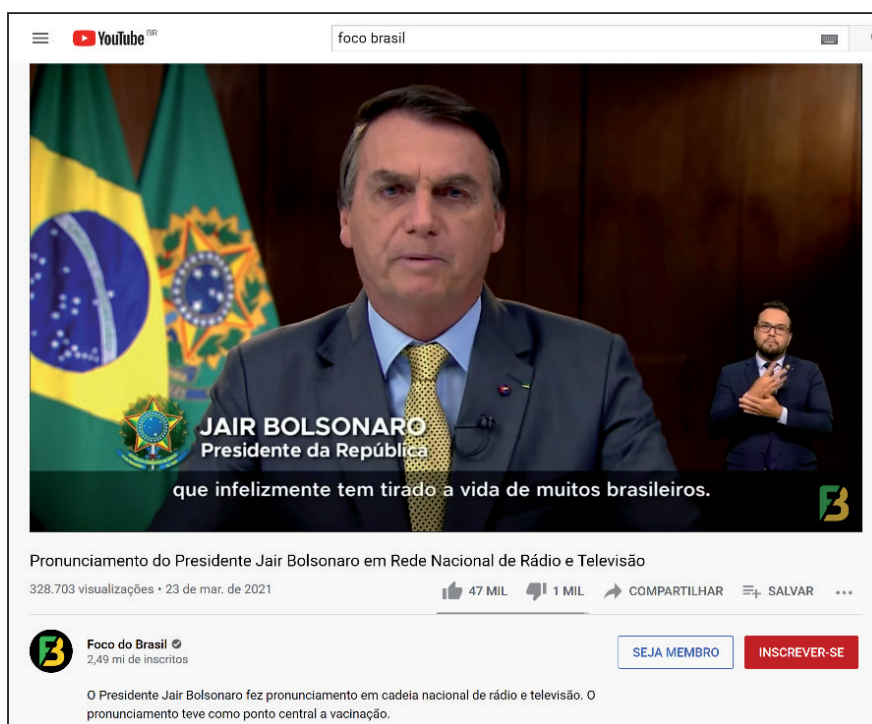 YouTube BR
foco brasil
JAIR BOLSONARO
Presidente da República
que infelizmente tem tirado a vida de muitos brasileiros.
Pronunciamento do Presidente Jair Bolsonaro em Rede Nacional de Rádio e Televisão
328.703 visualizações • 23 de mar. de 2021
47 MIL 1 MIL COMPARTILHAR SALVAR
Foco do Brasil
2,49 mi de inscritos
SEJA MEMBRO
INSCREVER-SE
O Presidente Jair Bolsonaro fez pronunciamento em cadeia nacional de rádio e televisão. O
pronunciamento teve como ponto central a vacinação.